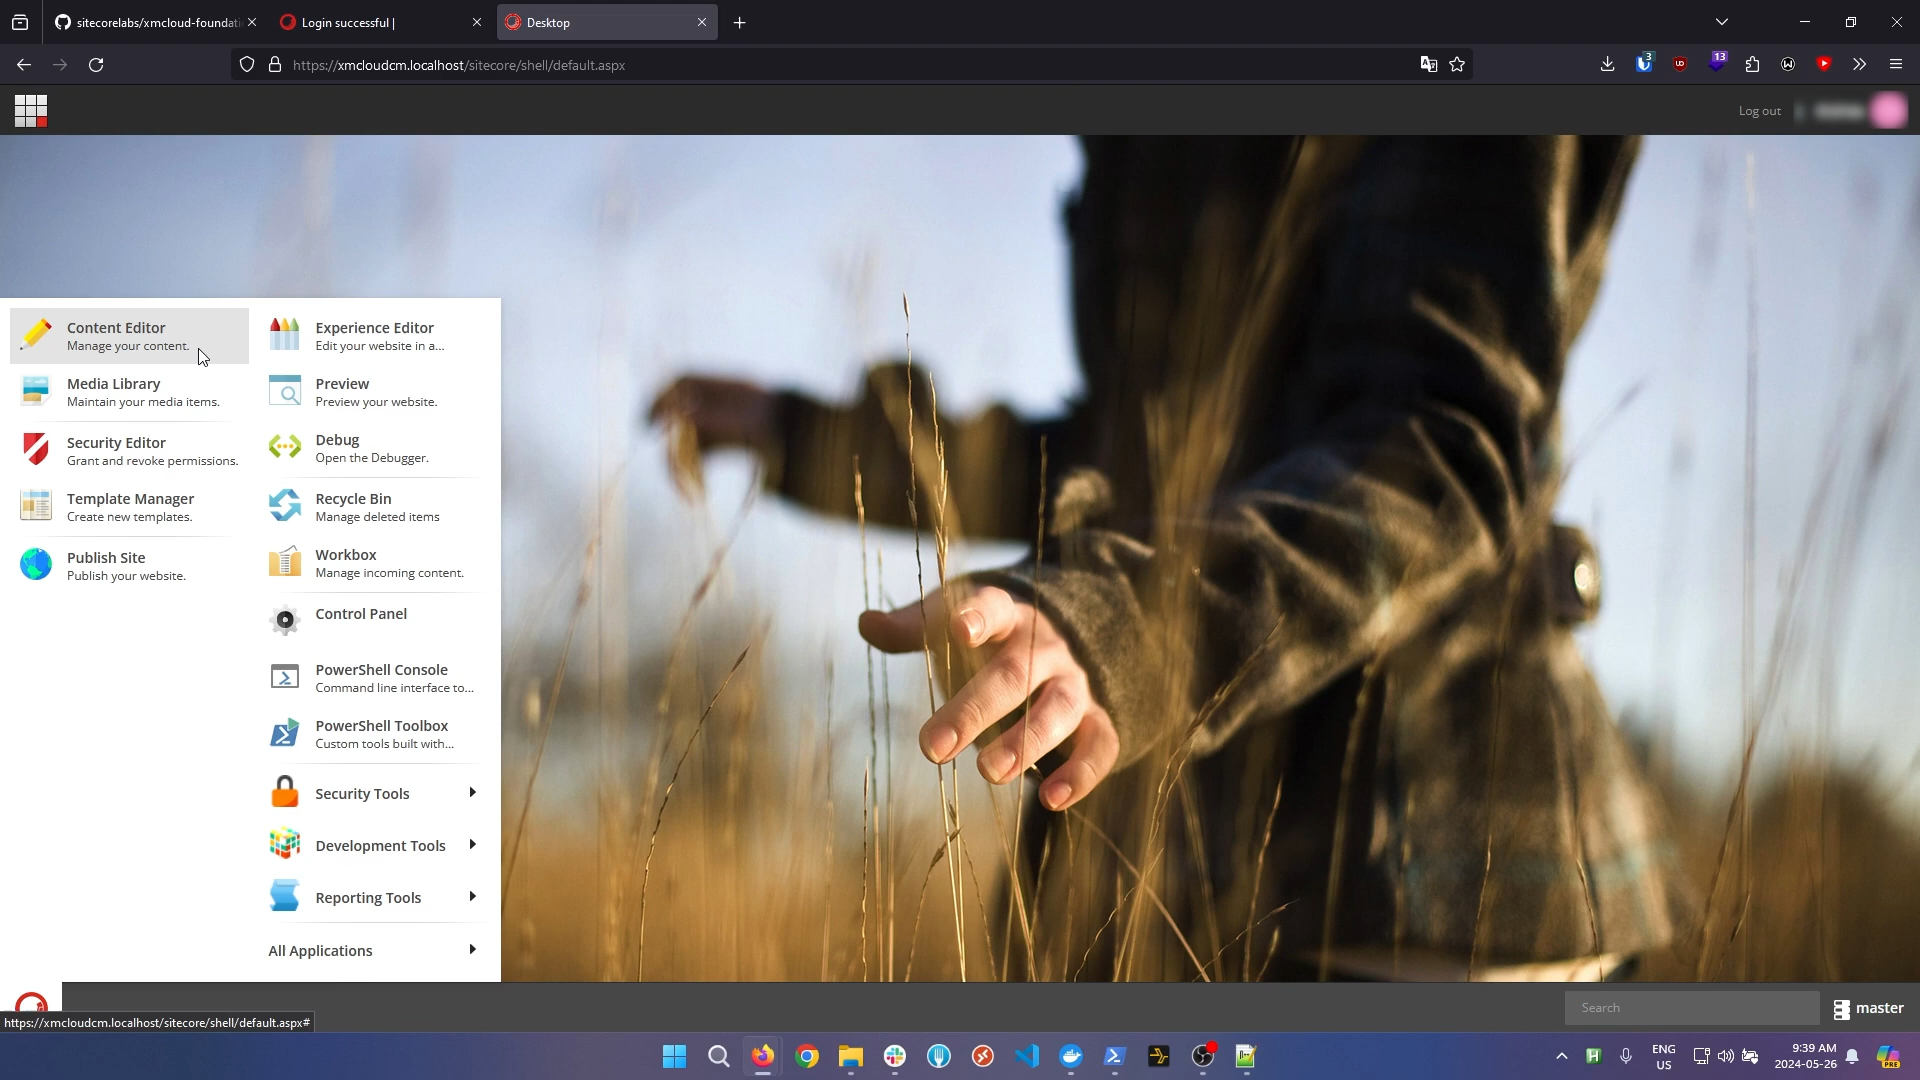 sitecorelabs/xmcloud-foundati
Login successful |
Desktop
https://xmcloudcm.localhost/sitecore/shell/default.aspx
3
13
Log out
Content Editor
Manage your content.
Media Library
Maintain your media items.
Security Editor
Grant and revoke permissions.
Template Manager
Create new templates.
Publish Site
Publish your website.
Experience Editor
Edit your website in a...
Preview
Preview your website.
Debug
Open the Debugger.
Recycle Bin
Manage deleted items
Workbox
Manage incoming content.
Control Panel
PowerShell Console
Command line interface to...
PowerShell Toolbox
Custom tools built with...
Security Tools
Development Tools
Reporting Tools
All Applications
https://xmcloudcm.localhost/sitecore/shell/default.aspx#
Search
master
ENG
US
9:39 AM
2024-05-26
PRE